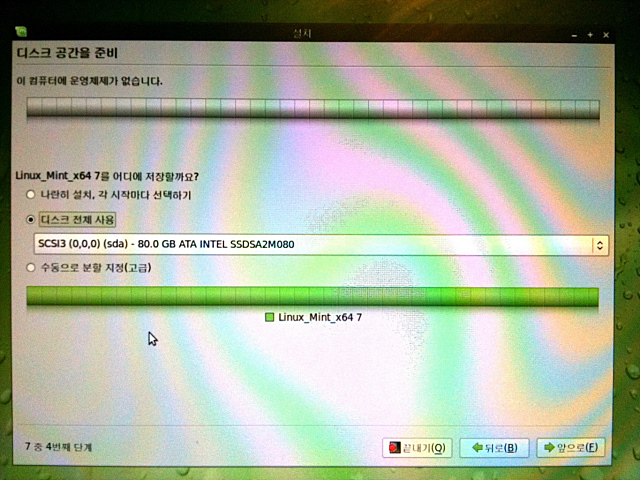 설치
디스크 공간을 준비
이 컴퓨터에 운영체제가 없습니다.
Linux_Mint_x64 7를 어디에 저장할까요?
나란히 설치, 각 시작마다 선택하기
디스크 전체 사용
SCSI3 (0,0,0) (sda) - 80.0 GB ATA INTEL SSDSA2M080
수동으로 분할 지정(고급)
Linux_Mint_x64 7
7 중 4번째 단계
끝내기(Q)
뒤로(B)
앞으로(F)